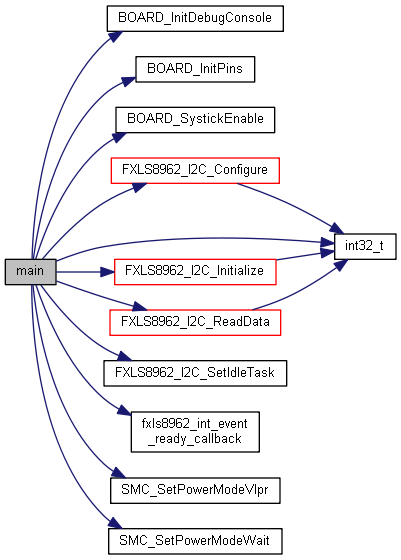 BOARD_InitDebugConsole
BOARD_InitPins
BOARD_SystickEnable
FXLS8962_I2C_Configure
int32_t
main
FXLS8962_I2C_Initialize
FXLS8962_I2C_ReadData
FXLS8962_I2C_SetIdleTask
fxls8962_int_event
_ready_callback
SMC_SetPowerModeVlpr
SMC_SetPowerModeWait